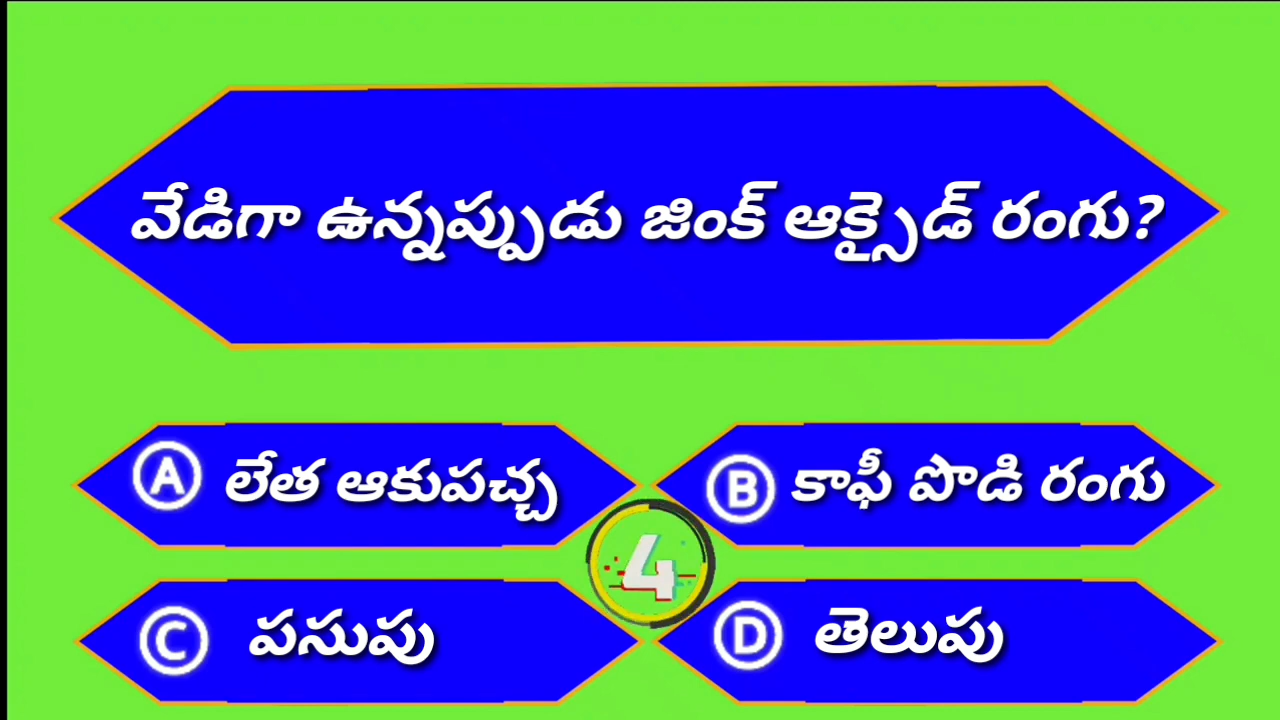 వేడిగా ఉన్నప్పుడు జింక్ ఆక్సైడ్ రంగు?
A లేత ఆకుపచ్చ
B కాఫీ పొడి రంగు
4
C పసుపు
D తెలుపు